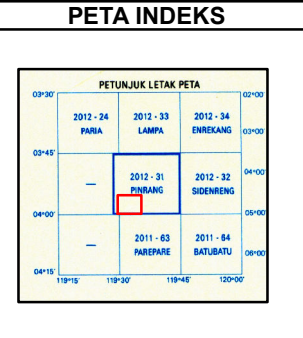 PETA INDEKS
PETUNJUK LETAK PETA
03°30' 02°00
2012 - 24 2012 - 33 2012 - 34
PARIA LAMPA ENREKANG 03°00'
03°45'
04°00'
— 2012 - 31 2012 - 32
PINRANG SIDENRENG
04°00' 05°00
— 2011 - 63 2011 - 64
PAREPARE BATUBATU 06°00
04°15'
119°15' 119°30' 119°45' 120°00'